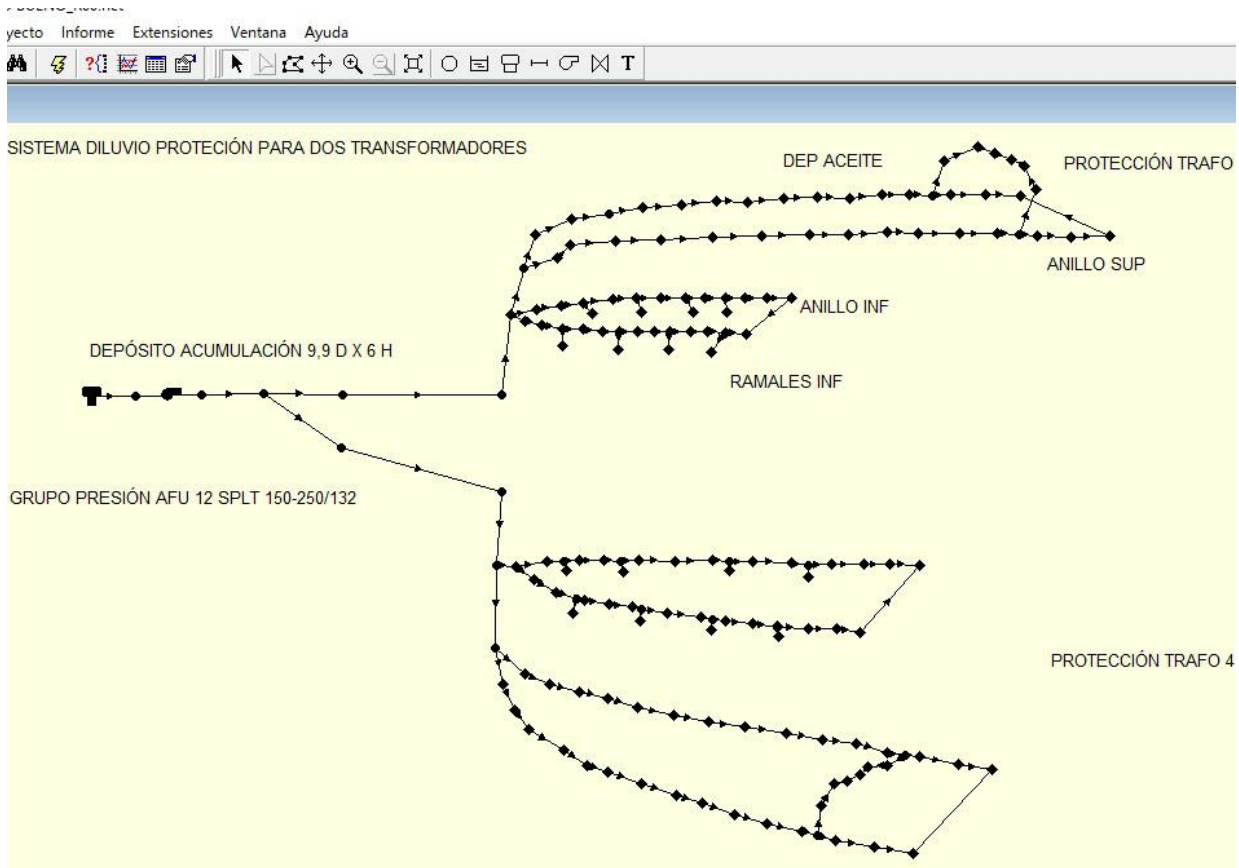 yecto Informe Extensiones Ventana Ayuda
T
SISTEMA DILUVIO PROTECIÓN PARA DOS TRANSFORMADORES
DEP ACEITE
PROTECCIÓN TRAFO
ANILLO SUP
ANILLO INF
DEPÓSITO ACUMULACIÓN 9,9 D X 6 H
RAMALES INF
GRUPO PRESIÓN AFU 12 SPLT 150-250/132
PROTECCIÓN TRAFO 4